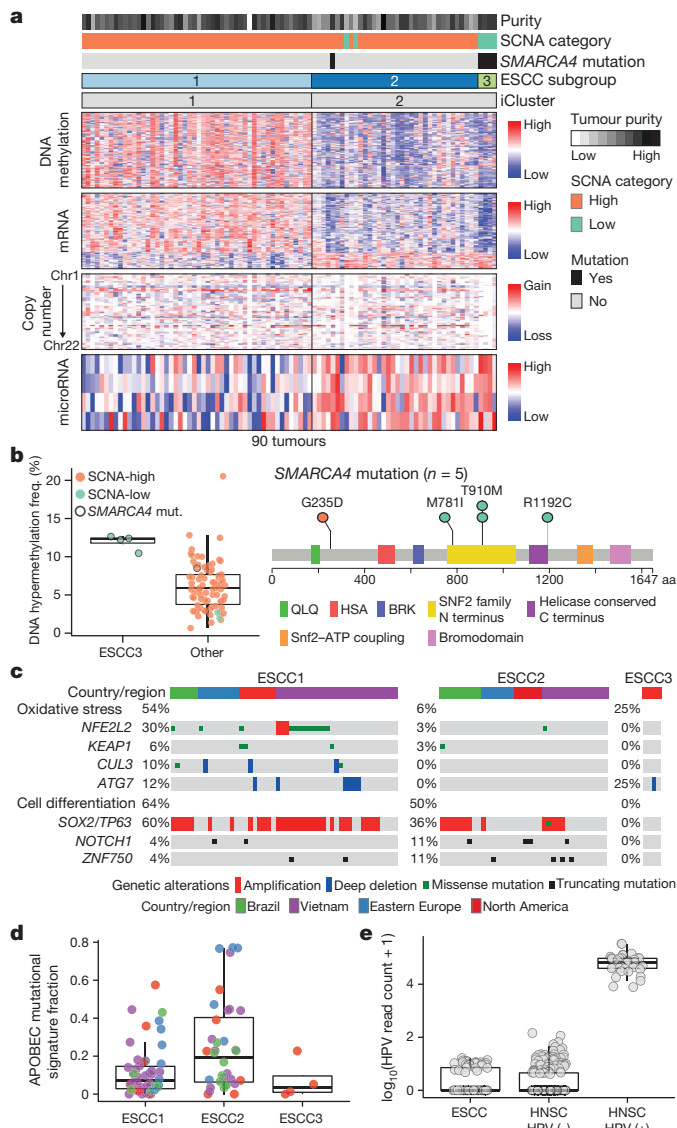 a
Purity
SCNA category
SMARCA4 mutation
1 2 3 ESCC subgroup
1 2 iCluster
DNA methylation
High
Low
mRNA
High
Low
Chr1
Copy number
Chr22
Gain
Loss
microRNA
High
Low
90 tumours
Tumour purity
Low High
SCNA category
High
Low
Mutation
Yes
No
b
DNA hypermethylation freq. (%)
20
15
10
5
0
SCNA-high
SCNA-low
SMARCA4 mut.
ESCC3 Other
SMARCA4 mutation (n = 5)
T910M
G235D M781I R1192C
0 400 800 1200 1647 aa
QLQ HSA BRK SNF2 family N terminus Helicase conserved C terminus
Snf2–ATP coupling Bromodomain
c
ESCC1 ESCC2 ESCC3
Country/region
Oxidative stress 54% 6% 25%
NFE2L2 30% 3% 0%
KEAP1 6% 3% 0%
CUL3 10% 0% 0%
ATG7 12% 0% 25%
Cell differentiation 64% 50% 0%
SOX2/TP63 60% 36% 0%
NOTCH1 4% 11% 0%
ZNF750 4% 11% 0%
Genetic alterations Amplification Deep deletion Missense mutation Truncating mutation
Country/region Brazil Vietnam Eastern Europe North America
d
APOBEC mutational signature fraction
0.8
0.6
0.4
0.2
0
ESCC1 ESCC2 ESCC3
e
log10(HPV read count + 1)
4
2
0
ESCC HNSC HNSC
HPV (–) HPV (+)